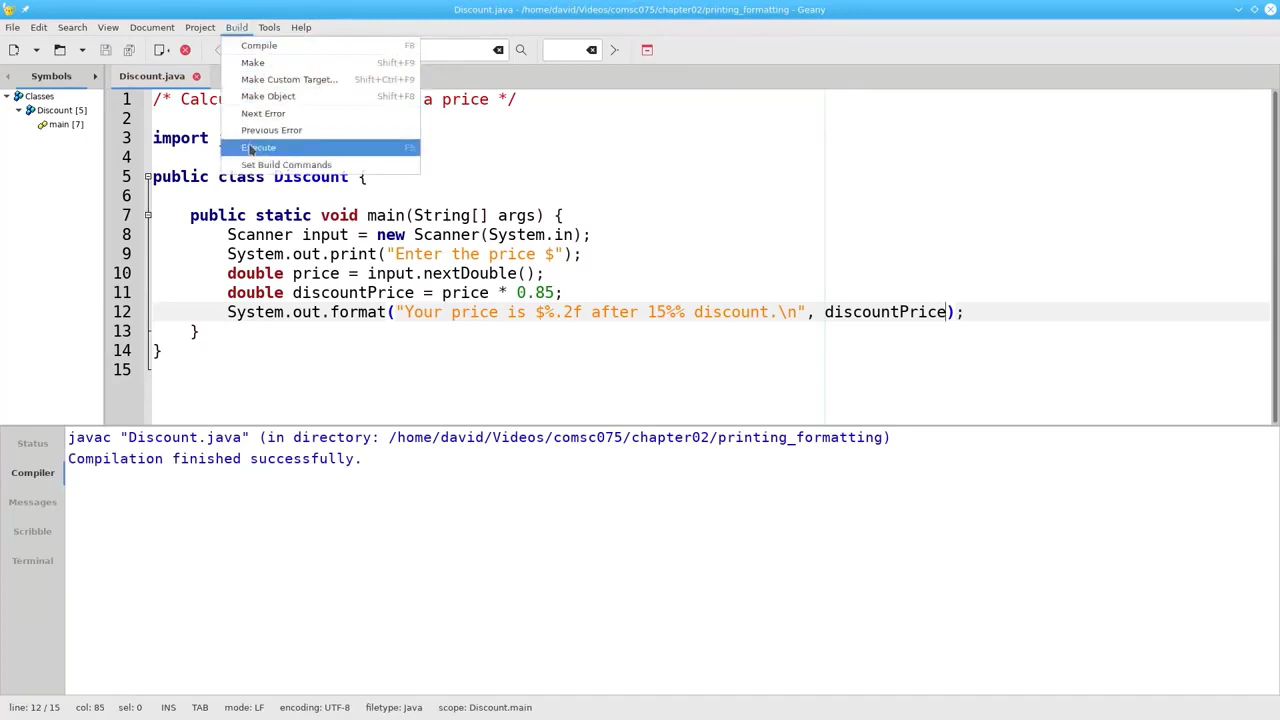 Discount.java - /home/david/Videos/comsc075/chapter02/printing_formatting - Geany
File Edit Search View Document Project Build Tools Help
Compile F8
Make Shift+F9
Make Custom Target... Shift+Ctrl+F9
Make Object Shift+F8
Next Error
Previous Error
Execute F5
Set Build Commands
Symbols
Classes
Discount [5]
main [7]
Discount.java
1 /* Calc a price */
2
3 import
4
5 public class Discount {
6
7 public static void main(String[] args) {
8 Scanner input = new Scanner(System.in);
9 System.out.print("Enter the price $");
10 double price = input.nextDouble();
11 double discountPrice = price * 0.85;
12 System.out.format("Your price is $%.2f after 15%% discount.\n", discountPrice);
13 }
14 }
15
Status
Compiler
Messages
Scribble
Terminal
javac "Discount.java" (in directory: /home/david/Videos/comsc075/chapter02/printing_formatting)
Compilation finished successfully.
line: 12 / 15 col: 85 sel: 0 INS TAB mode: LF encoding: UTF-8 filetype: Java scope: Discount.main